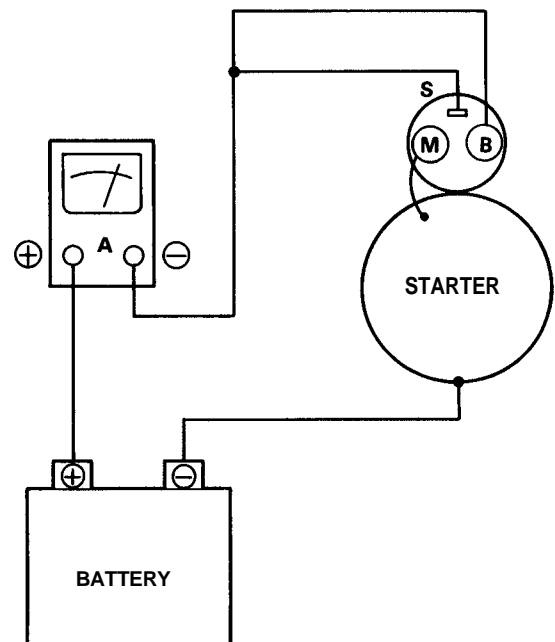 S
M B
A
⊕ ⊖
STARTER
⊕ ⊖
BATTERY